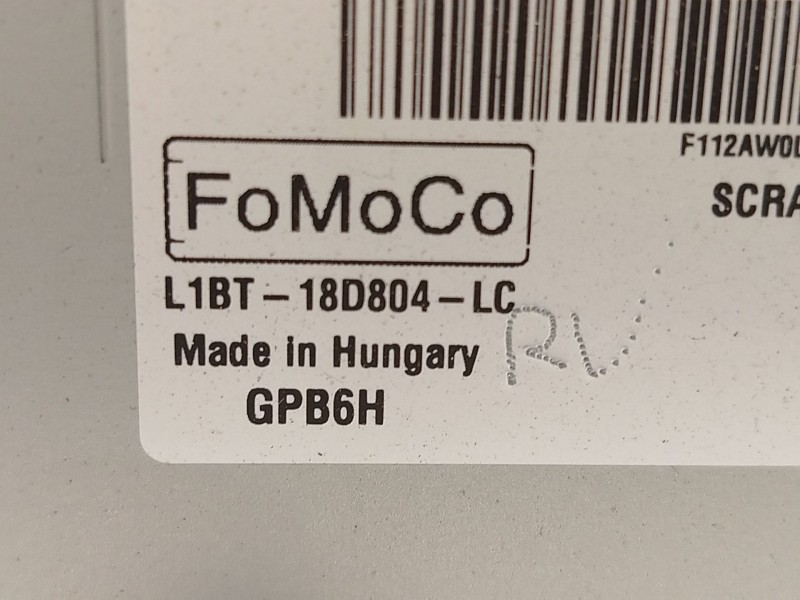 F112AW0
SCRA
FoMoCo
L1BT-18D804-LC
RV
Made in Hungary
GPB6H